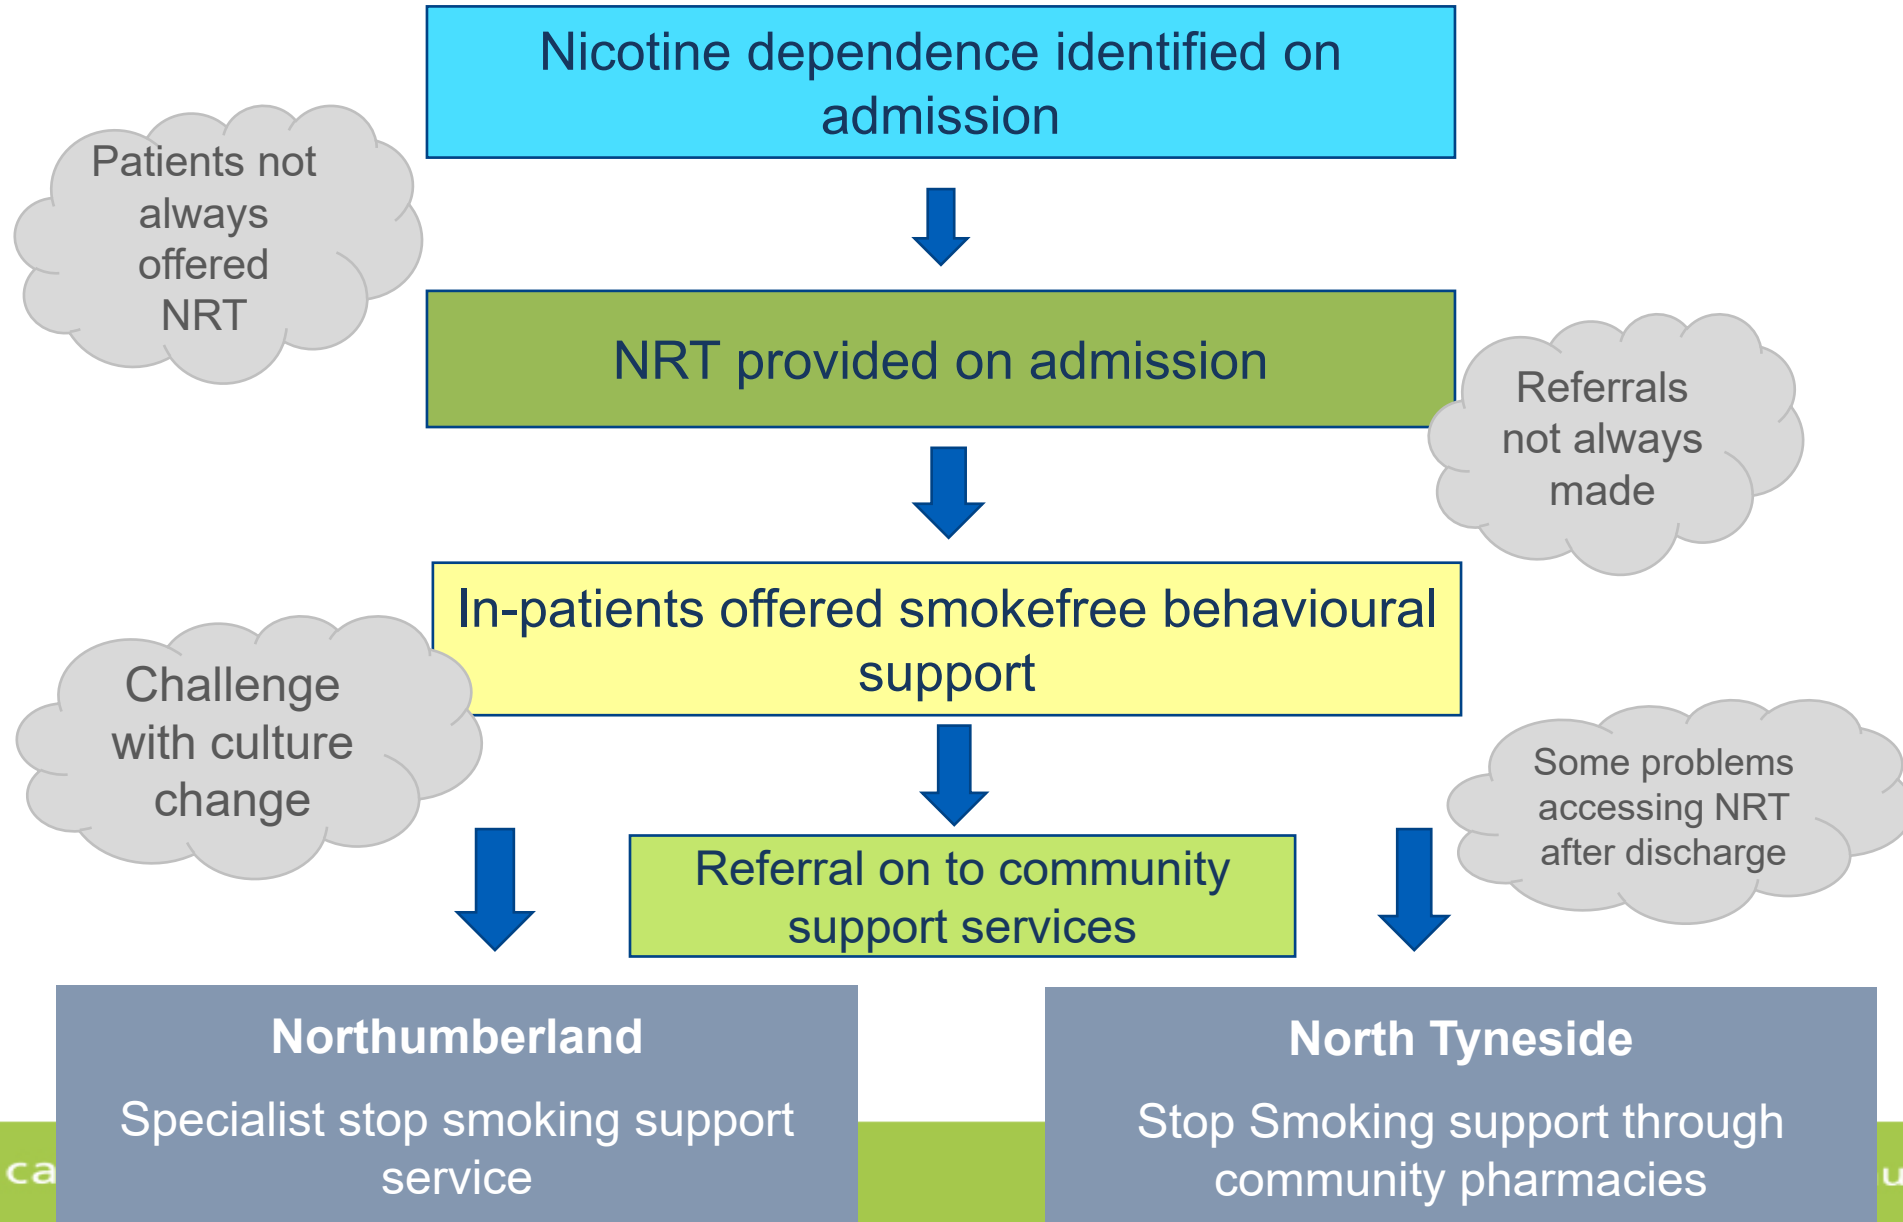 Nicotine dependence identified on
admission
Patients not
always
offered
NRT
NRT provided on admission
Referrals
not always
made
In-patients offered smokefree behavioural
support
Challenge
with culture
change
Some problems
accessing NRT
after discharge
Referral on to community
support services
Northumberland
Specialist stop smoking support
service
North Tyneside
Stop Smoking support through
community pharmacies
ca
u